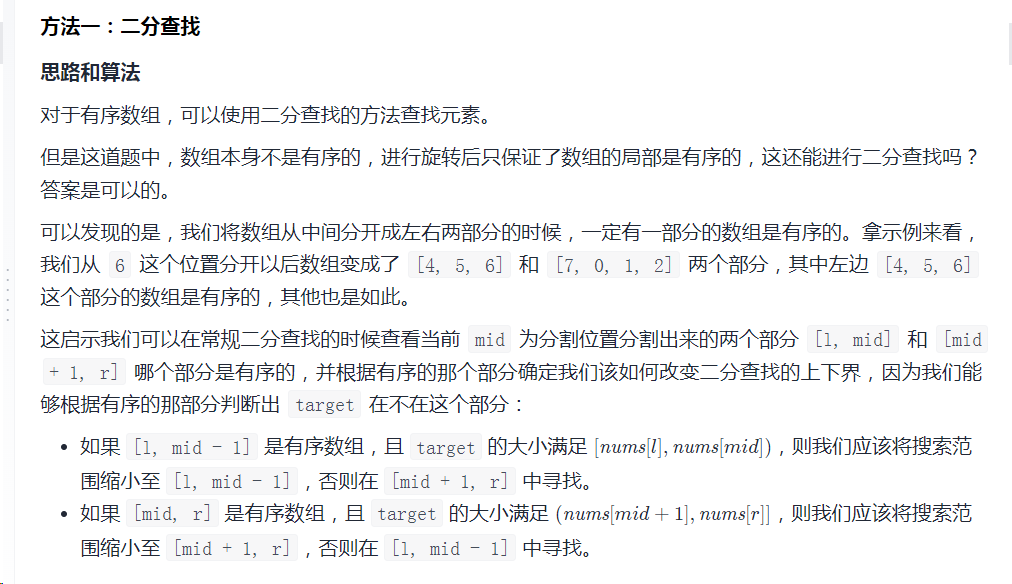 方法一：二分查找
思路和算法
对于有序数组，可以使用二分查找的方法查找元素。
但是这道题中，数组本身不是有序的，进行旋转后只保证了数组的局部是有序的，这还能进行二分查找吗？
答案是可以的。
可以发现的是，我们将数组从中间分开成左右两部分的时候，一定有一部分的数组是有序的。拿示例来看，
我们从 6 这个位置分开以后数组变成了 [4, 5, 6] 和 [7, 0, 1, 2] 两个部分，其中左边 [4, 5, 6]
这个部分的数组是有序的，其他也是如此。
这启示我们可以在常规二分查找的时候查看当前 mid 为分割位置分割出来的两个部分 [l, mid] 和 [mid
+ 1, r] 哪个部分是有序的，并根据有序的那个部分确定我们该如何改变二分查找的上下界，因为我们能
够根据有序的那部分判断出 target 在不在这个部分：
• 如果 [l, mid - 1] 是有序数组，且 target 的大小满足 [nums[l], nums[mid])，则我们应该将搜索范
围缩小至 [l, mid - 1]，否则在 [mid + 1, r] 中寻找。
• 如果 [mid, r] 是有序数组，且 target 的大小满足 (nums[mid + 1], nums[r]]，则我们应该将搜索范
围缩小至 [mid + 1, r]，否则在 [l, mid - 1] 中寻找。